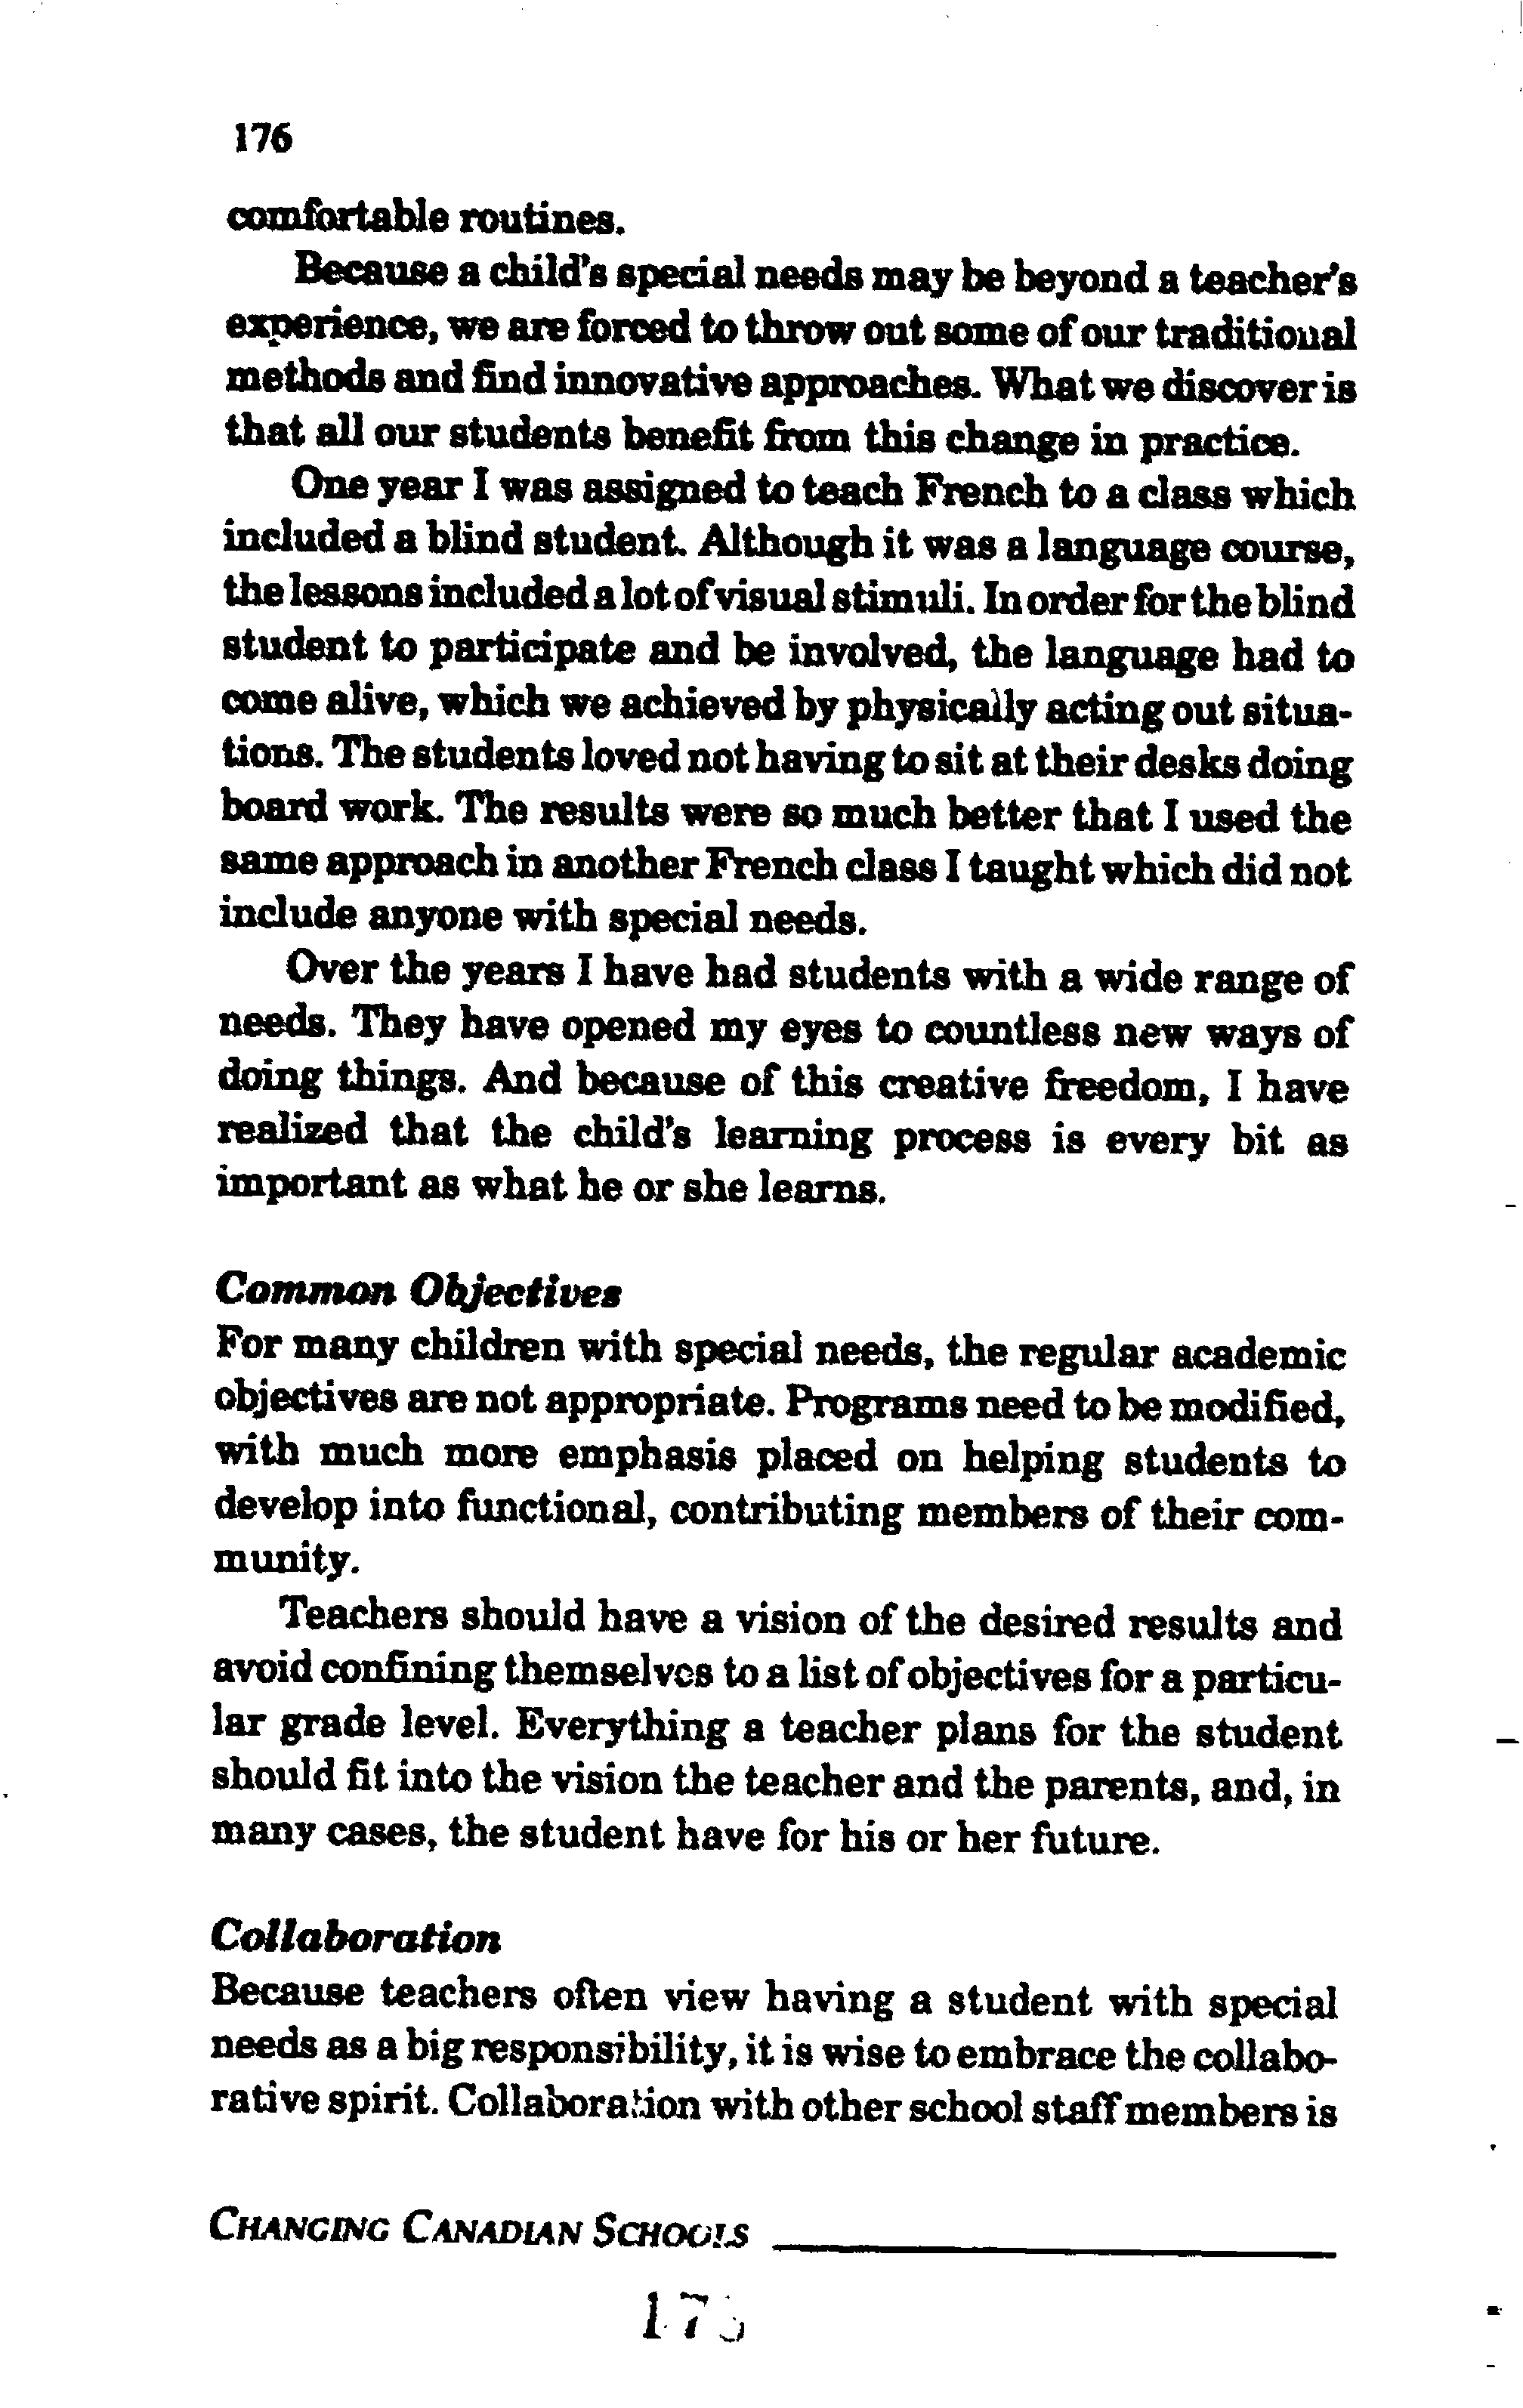 176
comfortable routines.
Because a child's special needs may be beyond a teacher's
experience, we are forced to throw out some of our traditional
methods and find innovative approaches. What we discover is
that all our students benefit from this change in practice.
One year I was assigned to teach French to a class which
included a blind student. Although it was a language course,
the lessons included a lot of visual stimuli. In order for the blind
student to participate and be involved, the language had to
come alive, which we achieved by physically acting out situa-
tions. The students loved not having to sit at their desks doing
board work. The results were so much better that I used the
same approach in another French class I taught which did not
include anyone with special needs.
Over the years I have had students with a wide range of
needs. They have opened my eyes to countless new ways of
doing things. And because of this creative freedom, I have
realized that the child's learning process is every bit as
important as what he or she learns.
Common Objectives
For many children with special needs, the regular academic
objectives are not appropriate. Programs need to be modified,
with much more emphasis placed on helping students to
develop into functional, contributing members of their com-
munity.
Teachers should have a vision of the desired results and
avoid confining themselves to a list of objectives for a particu-
lar grade level. Everything a teacher plans for the student
should fit into the vision the teacher and the parents, and, in
many cases, the student have for his or her future.
Collaboration
Because teachers often view having a student with special
needs as a big responsibility, it is wise to embrace the collabo-
rative spirit. Collaboration with other school staff members is
CHANGING CANADIAN SCHOOLS